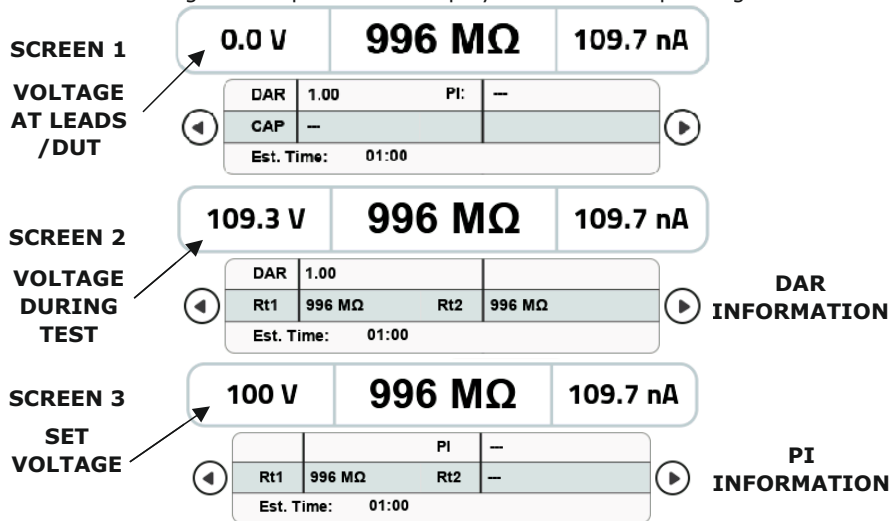 SCREEN 1
0.0 V 996 MΩ 109.7 nA
VOLTAGE
AT LEADS
/DUT
DAR 1.00 PI: ---
CAP ---
Est. Time: 01:00
SCREEN 2
109.3 V 996 MΩ 109.7 nA
VOLTAGE
DURING
TEST
DAR 1.00
Rt1 996 MΩ Rt2 996 MΩ
Est. Time: 01:00
DAR
INFORMATION
SCREEN 3
100 V 996 MΩ 109.7 nA
SET
VOLTAGE
PI ---
Rt1 996 MΩ Rt2 ---
Est. Time: 01:00
PI
INFORMATION